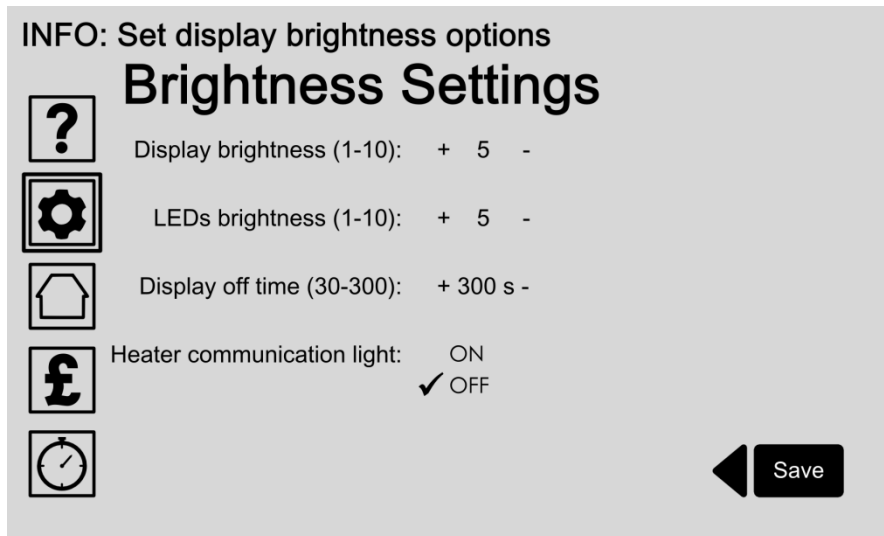 INFO: Set display brightness options
Brightness Settings
?
Display brightness (1-10): + 5 -
LEDs brightness (1-10): + 5 -
Display off time (30-300): + 300 s -
Heater communication light: ON
✓ OFF
£
Save